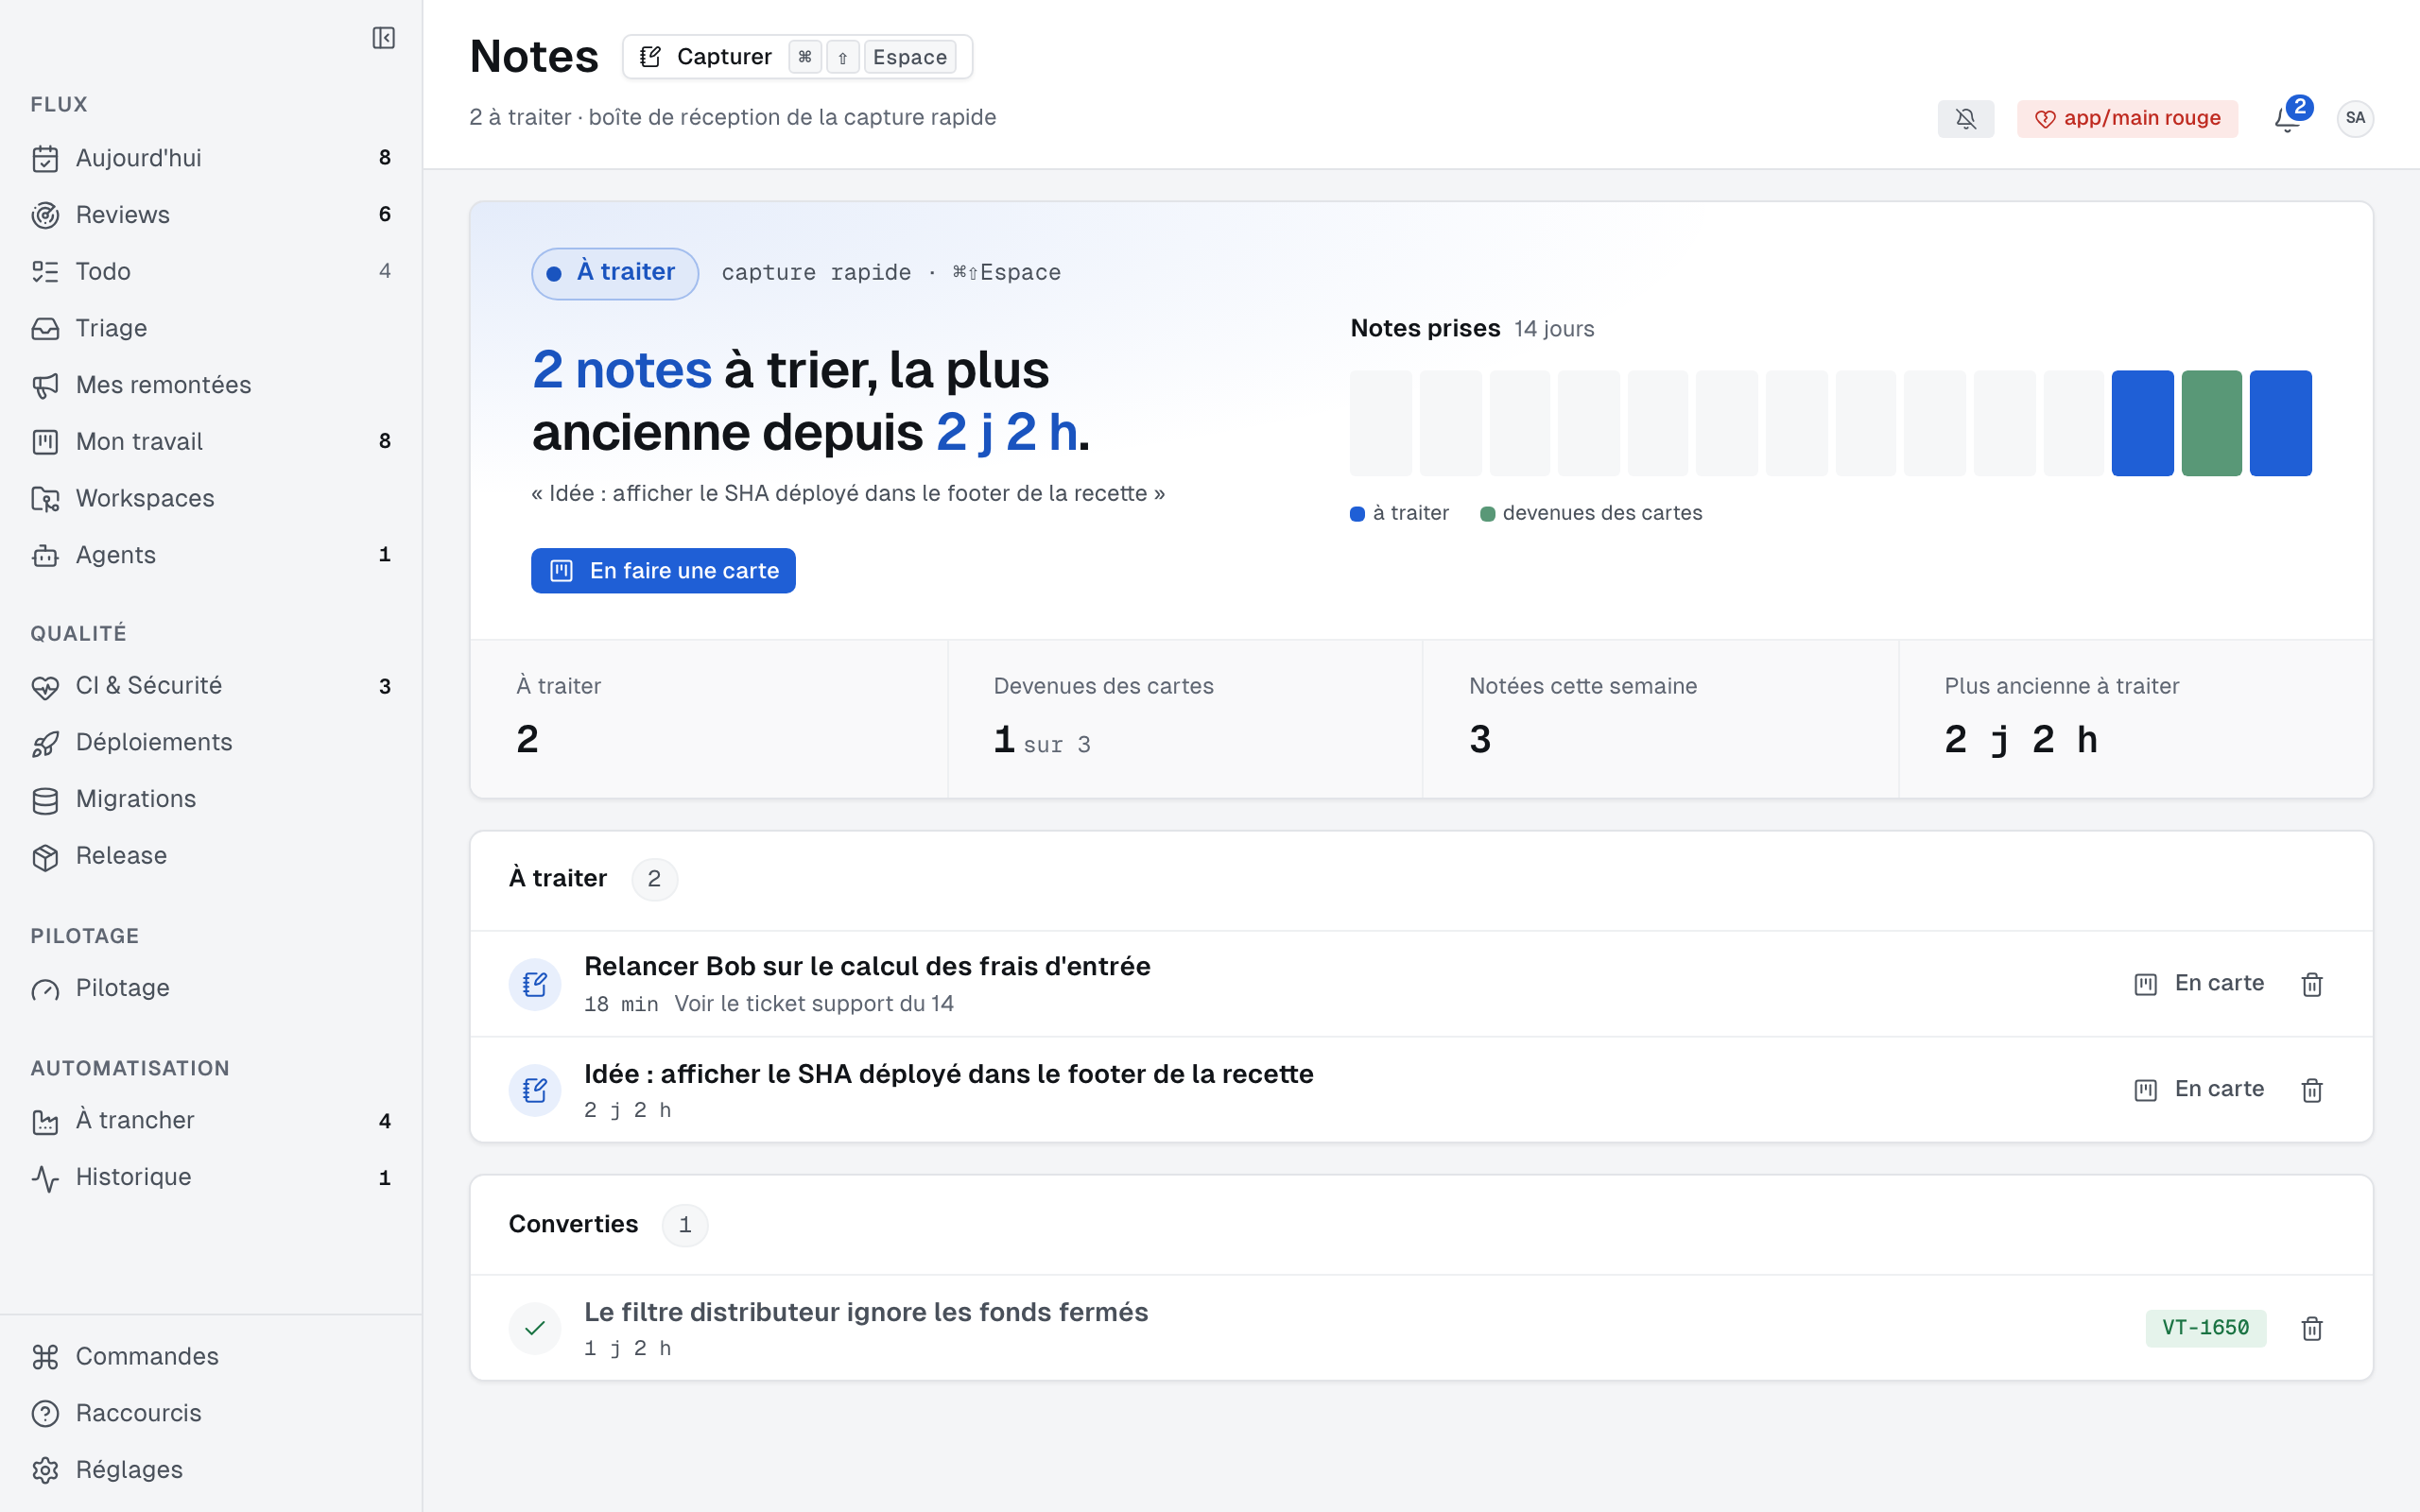 FLUX
Aujourd'hui 8
Reviews 6
Todo 4
Triage
Mes remontées
Mon travail 8
Workspaces
Agents 1
QUALITÉ
CI & Sécurité 3
Déploiements
Migrations
Release
PILOTAGE
Pilotage
AUTOMATISATION
À trancher 4
Historique 1
Commandes
Raccourcis
Réglages
Notes Capturer ⌘ ⇧ Espace
2 à traiter · boîte de réception de la capture rapide
app/main rouge 2 SA
À traiter capture rapide · ⌘⇧Espace
2 notes à trier, la plus
ancienne depuis 2 j 2 h.
« Idée : afficher le SHA déployé dans le footer de la recette »
En faire une carte
Notes prises 14 jours
à traiter devenues des cartes
À traiter
2
Devenues des cartes
1 sur 3
Notées cette semaine
3
Plus ancienne à traiter
2 j 2 h
À traiter 2
Relancer Bob sur le calcul des frais d'entrée
18 min Voir le ticket support du 14
En carte
Idée : afficher le SHA déployé dans le footer de la recette
2 j 2 h
En carte
Converties 1
Le filtre distributeur ignore les fonds fermés
1 j 2 h
VT-1650